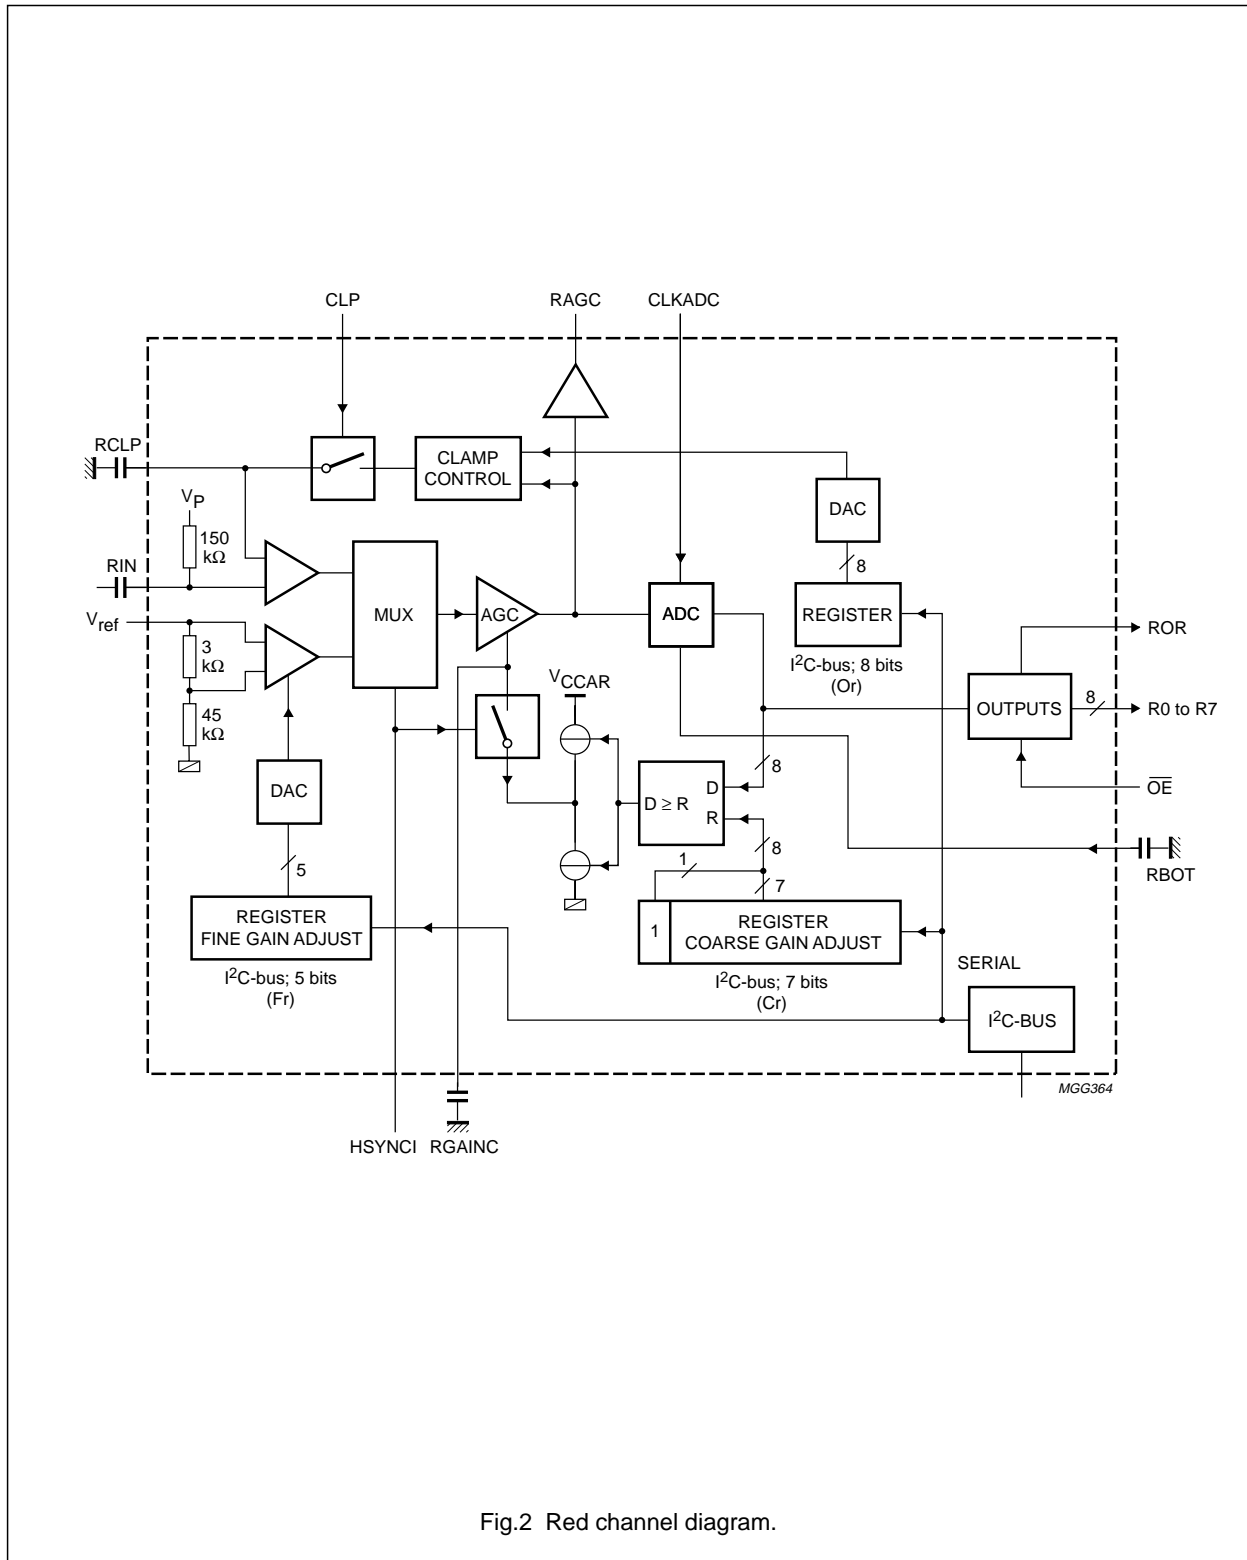 CLP
RAGC
CLKADC
RCLP
CLAMP
CONTROL
VP
150
kΩ
DAC
8
RIN
MUX
AGC
ADC
REGISTER
I2C-bus; 8 bits
(Or)
Vref
3
kΩ
45
kΩ
VCCAR
ROR
OUTPUTS
8
R0 to R7
OE
DAC
5
D ≥ R
D
R
8
8
1
7
RBOT
REGISTER
FINE GAIN ADJUST
I2C-bus; 5 bits
(Fr)
1
REGISTER
COARSE GAIN ADJUST
I2C-bus; 7 bits
(Cr)
SERIAL
I2C-BUS
MGG364
HSYNCI
RGAINC
Fig.2 Red channel diagram.